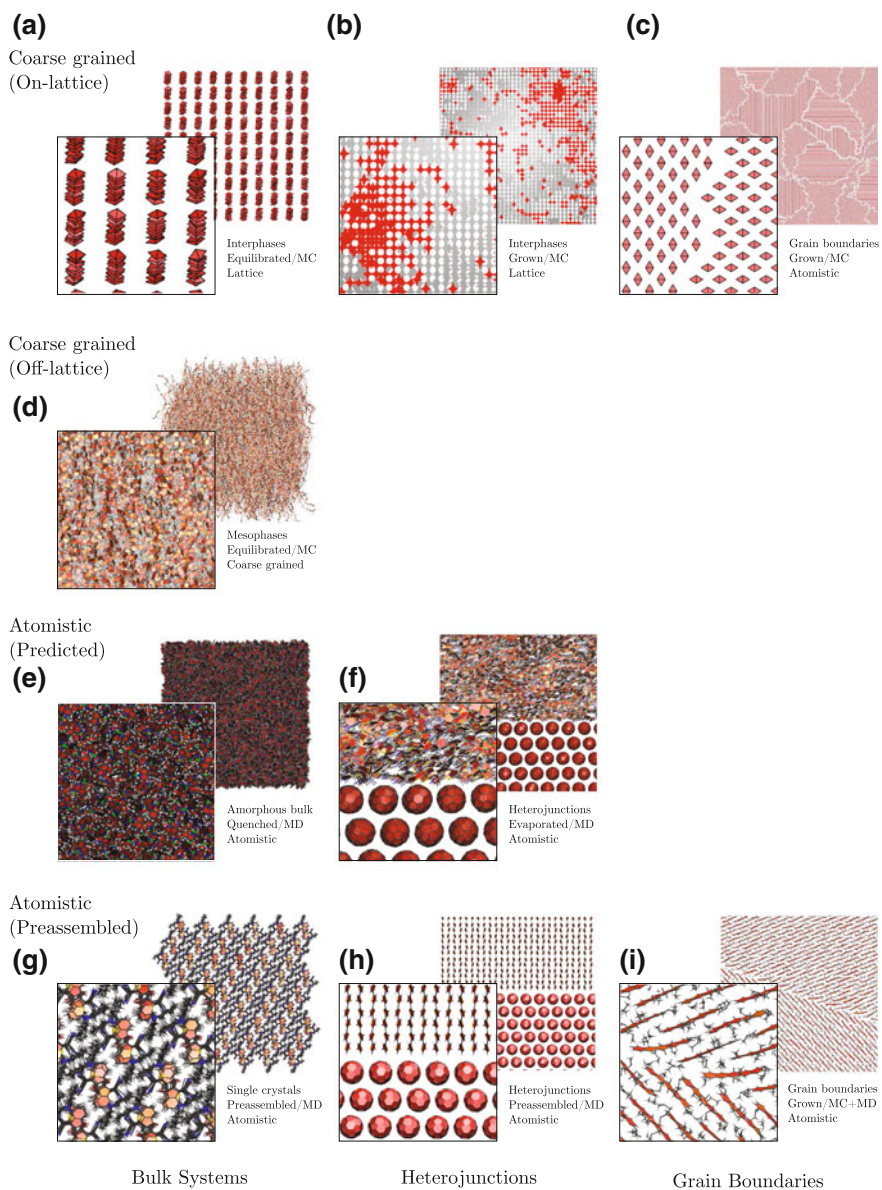 (a)
(b)
(c)
Coarse grained
(On-lattice)
Interphases
Equilibrated/MC
Lattice
Interphases
Grown/MC
Lattice
Grain boundaries
Grown/MC
Atomistic
Coarse grained
(Off-lattice)
(d)
Mesophases
Equilibrated/MC
Coarse grained
Atomistic
(Predicted)
(e)
(f)
Amorphous bulk
Quenched/MD
Atomistic
Heterojunctions
Evaporated/MD
Atomistic
Atomistic
(Preassembled)
(g)
(h)
(i)
Single crystals
Preassembled/MD
Atomistic
Heterojunctions
Preassembled/MD
Atomistic
Grain boundaries
Grown/MC+MD
Atomistic
Bulk Systems
Heterojunctions
Grain Boundaries